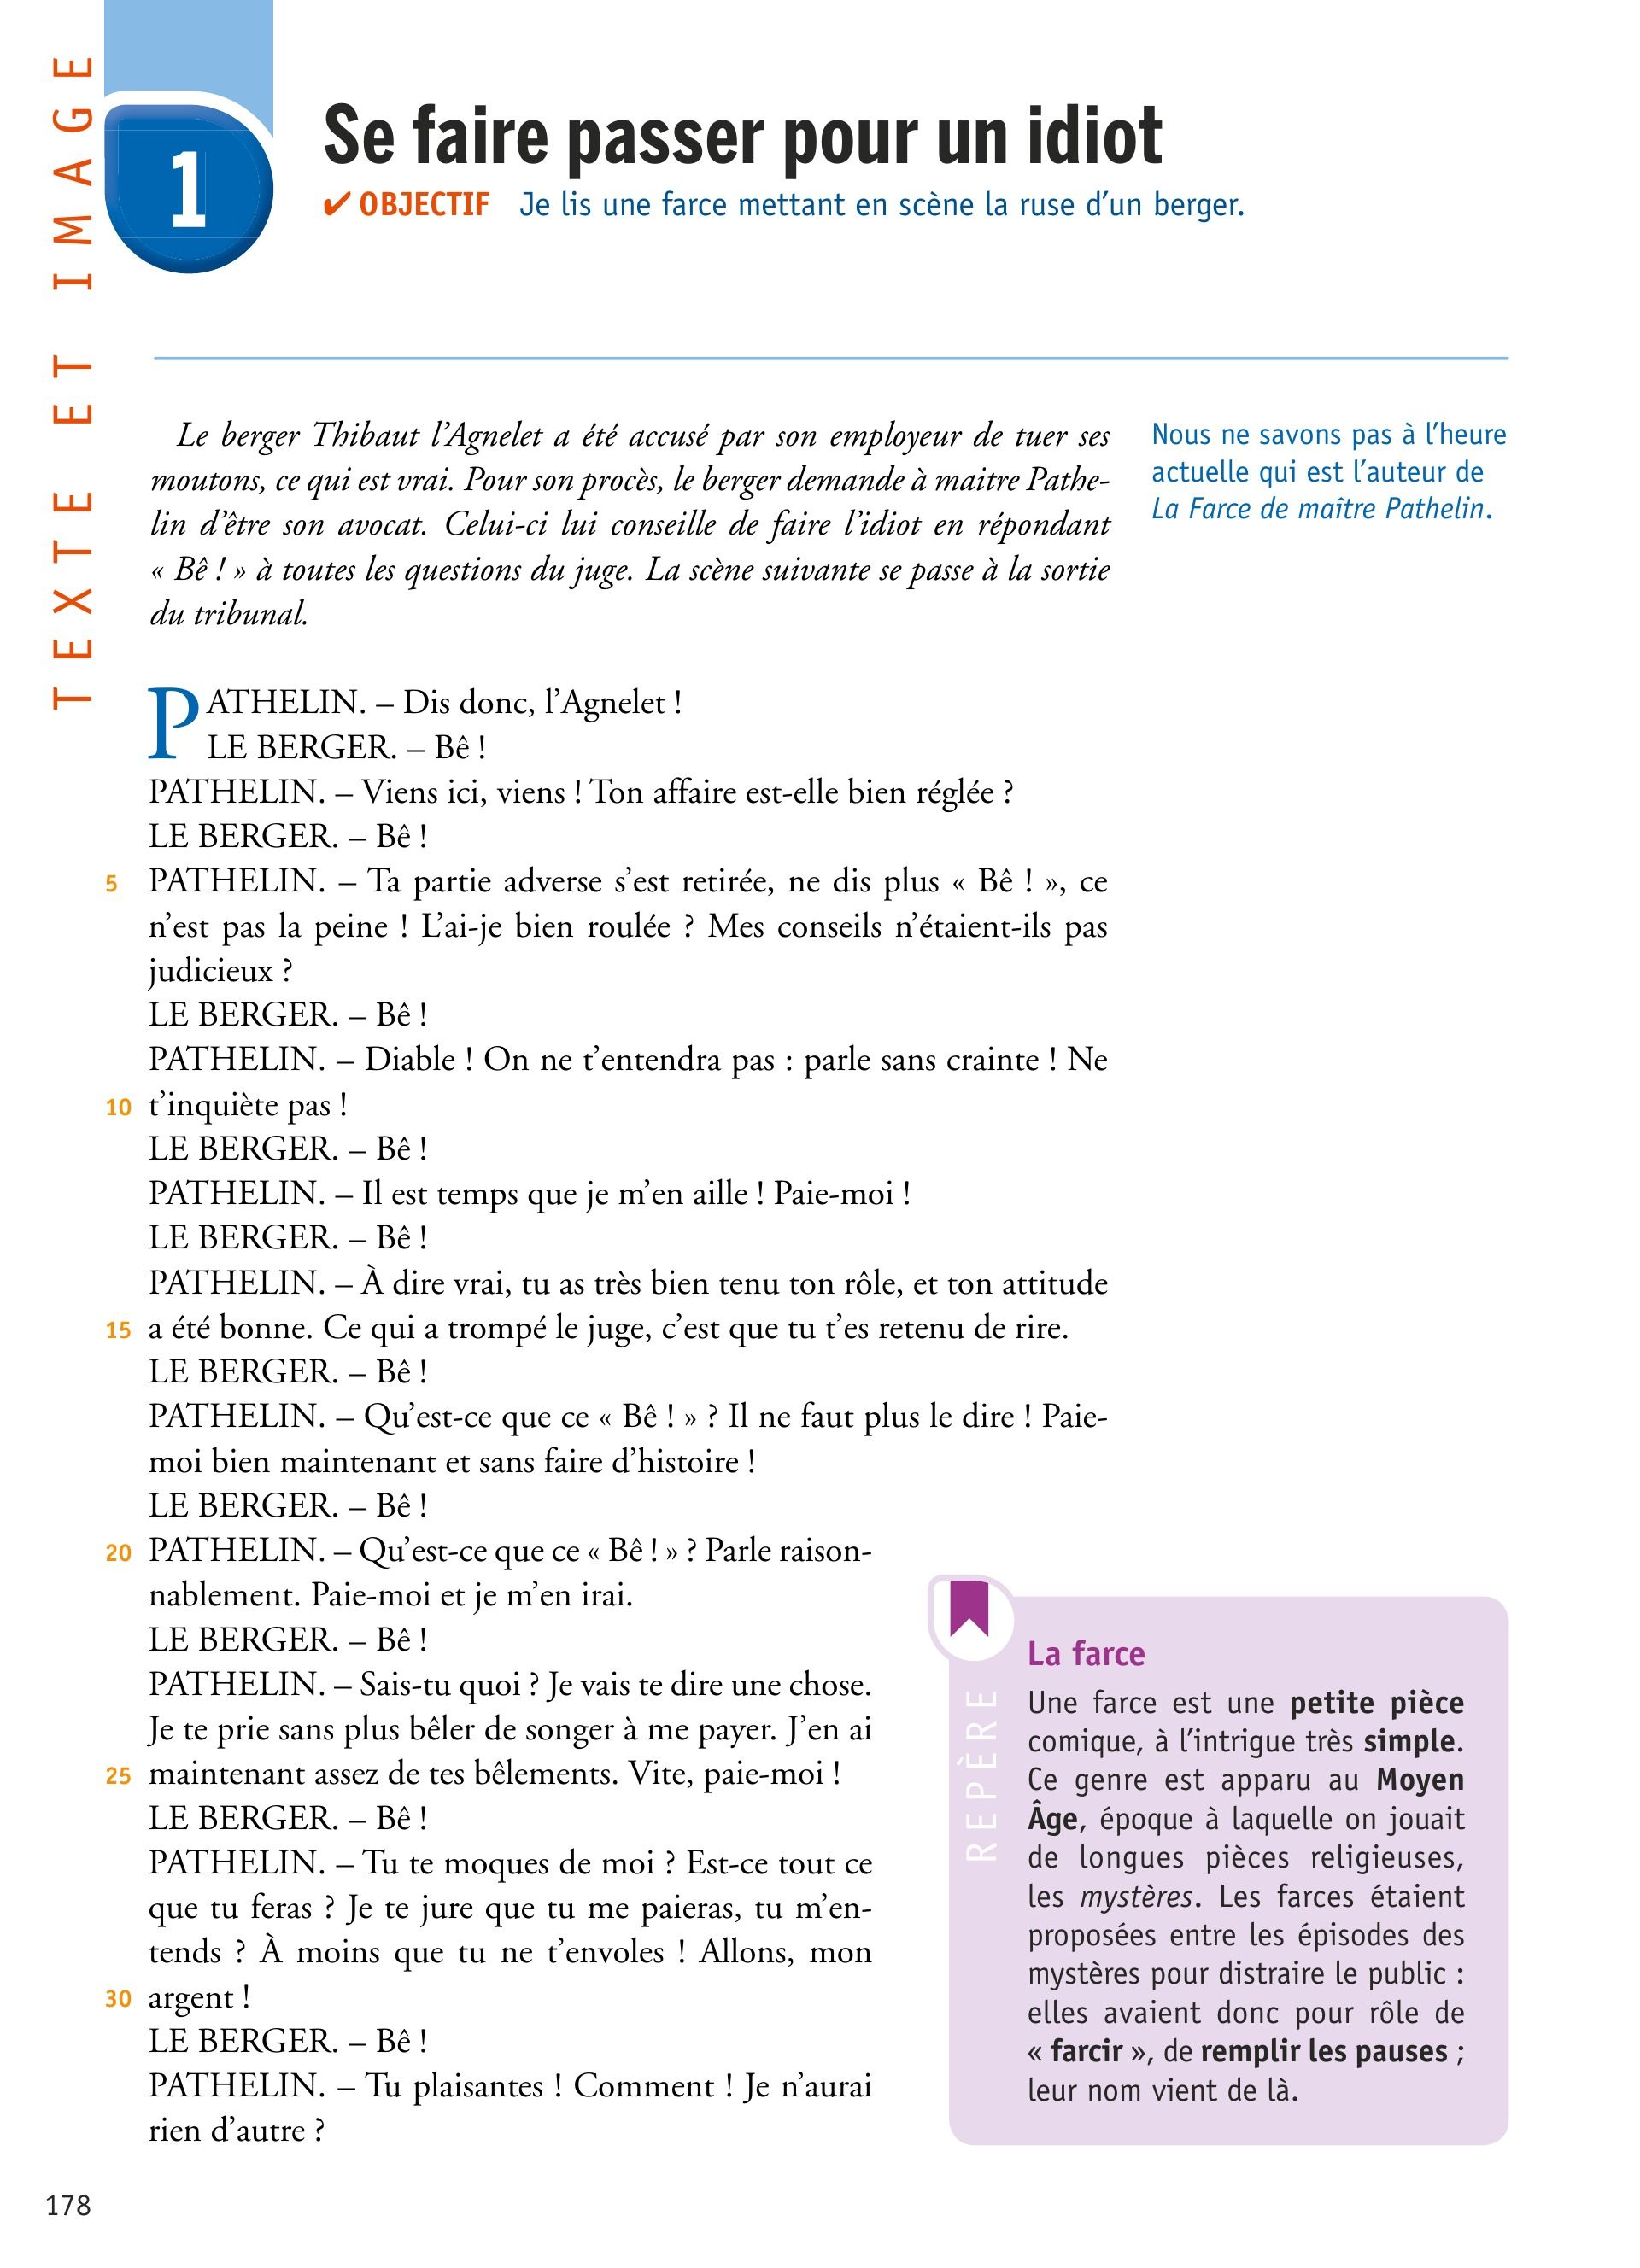 TEXTE ET IMAGE
1
Se faire passer pour un idiot
✔ OBJECTIF Je lis une farce mettant en scène la ruse d’un berger.
Le berger Thibaut l’Agnelet a été accusé par son employeur de tuer ses
moutons, ce qui est vrai. Pour son procès, le berger demande à maitre Pathe-
lin d’être son avocat. Celui-ci lui conseille de faire l’idiot en répondant
« Bê ! » à toutes les questions du juge. La scène suivante se passe à la sortie
du tribunal.
Nous ne savons pas à l’heure
actuelle qui est l’auteur de
La Farce de maître Pathelin.
PATHELIN. – Dis donc, l’Agnelet !
LE BERGER. – Bê !
PATHELIN. – Viens ici, viens ! Ton affaire est-elle bien réglée ?
LE BERGER. – Bê !
5 PATHELIN. – Ta partie adverse s’est retirée, ne dis plus « Bê ! », ce
n’est pas la peine ! L’ai-je bien roulée ? Mes conseils n’étaient-ils pas
judicieux ?
LE BERGER. – Bê !
PATHELIN. – Diable ! On ne t’entendra pas : parle sans crainte ! Ne
10 t’inquiète pas !
LE BERGER. – Bê !
PATHELIN. – Il est temps que je m’en aille ! Paie-moi !
LE BERGER. – Bê !
PATHELIN. – À dire vrai, tu as très bien tenu ton rôle, et ton attitude
15 a été bonne. Ce qui a trompé le juge, c’est que tu t’es retenu de rire.
LE BERGER. – Bê !
PATHELIN. – Qu’est-ce que ce « Bê ! » ? Il ne faut plus le dire ! Paie-
moi bien maintenant et sans faire d’histoire !
LE BERGER. – Bê !
20 PATHELIN. – Qu’est-ce que ce « Bê ! » ? Parle raison-
nablement. Paie-moi et je m’en irai.
LE BERGER. – Bê !
PATHELIN. – Sais-tu quoi ? Je vais te dire une chose.
Je te prie sans plus bêler de songer à me payer. J’en ai
25 maintenant assez de tes bêlements. Vite, paie-moi !
LE BERGER. – Bê !
PATHELIN. – Tu te moques de moi ? Est-ce tout ce
que tu feras ? Je te jure que tu me paieras, tu m’en-
tends ? À moins que tu ne t’envoles ! Allons, mon
30 argent !
LE BERGER. – Bê !
PATHELIN. – Tu plaisantes ! Comment ! Je n’aurai
rien d’autre ?
REPÈRE
La farce
Une farce est une petite pièce
comique, à l’intrigue très simple.
Ce genre est apparu au Moyen
Âge, époque à laquelle on jouait
de longues pièces religieuses,
les mystères. Les farces étaient
proposées entre les épisodes des
mystères pour distraire le public :
elles avaient donc pour rôle de
« farcir », de remplir les pauses ;
leur nom vient de là.
178